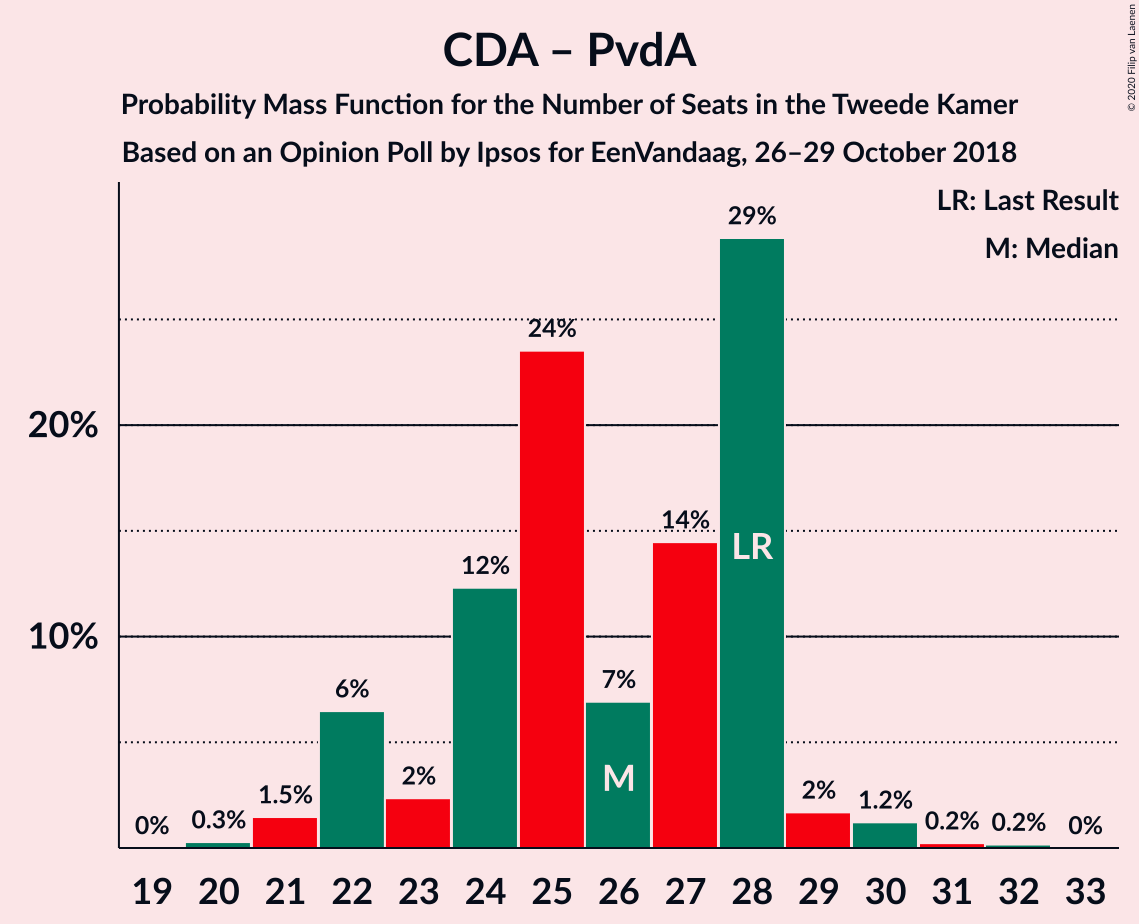 CDA – PvdA
Probability Mass Function for the Number of Seats in the Tweede Kamer
Based on an Opinion Poll by Ipsos for EenVandaag, 26–29 October 2018
© 2020 Filip van Laenen
LR: Last Result
M: Median
20%
10%
0%
0.3%
1.5%
6%
2%
12%
24%
7%
14%
29%
2%
1.2%
0.2%
0.2%
0%
M
LR
19 20 21 22 23 24 25 26 27 28 29 30 31 32 33